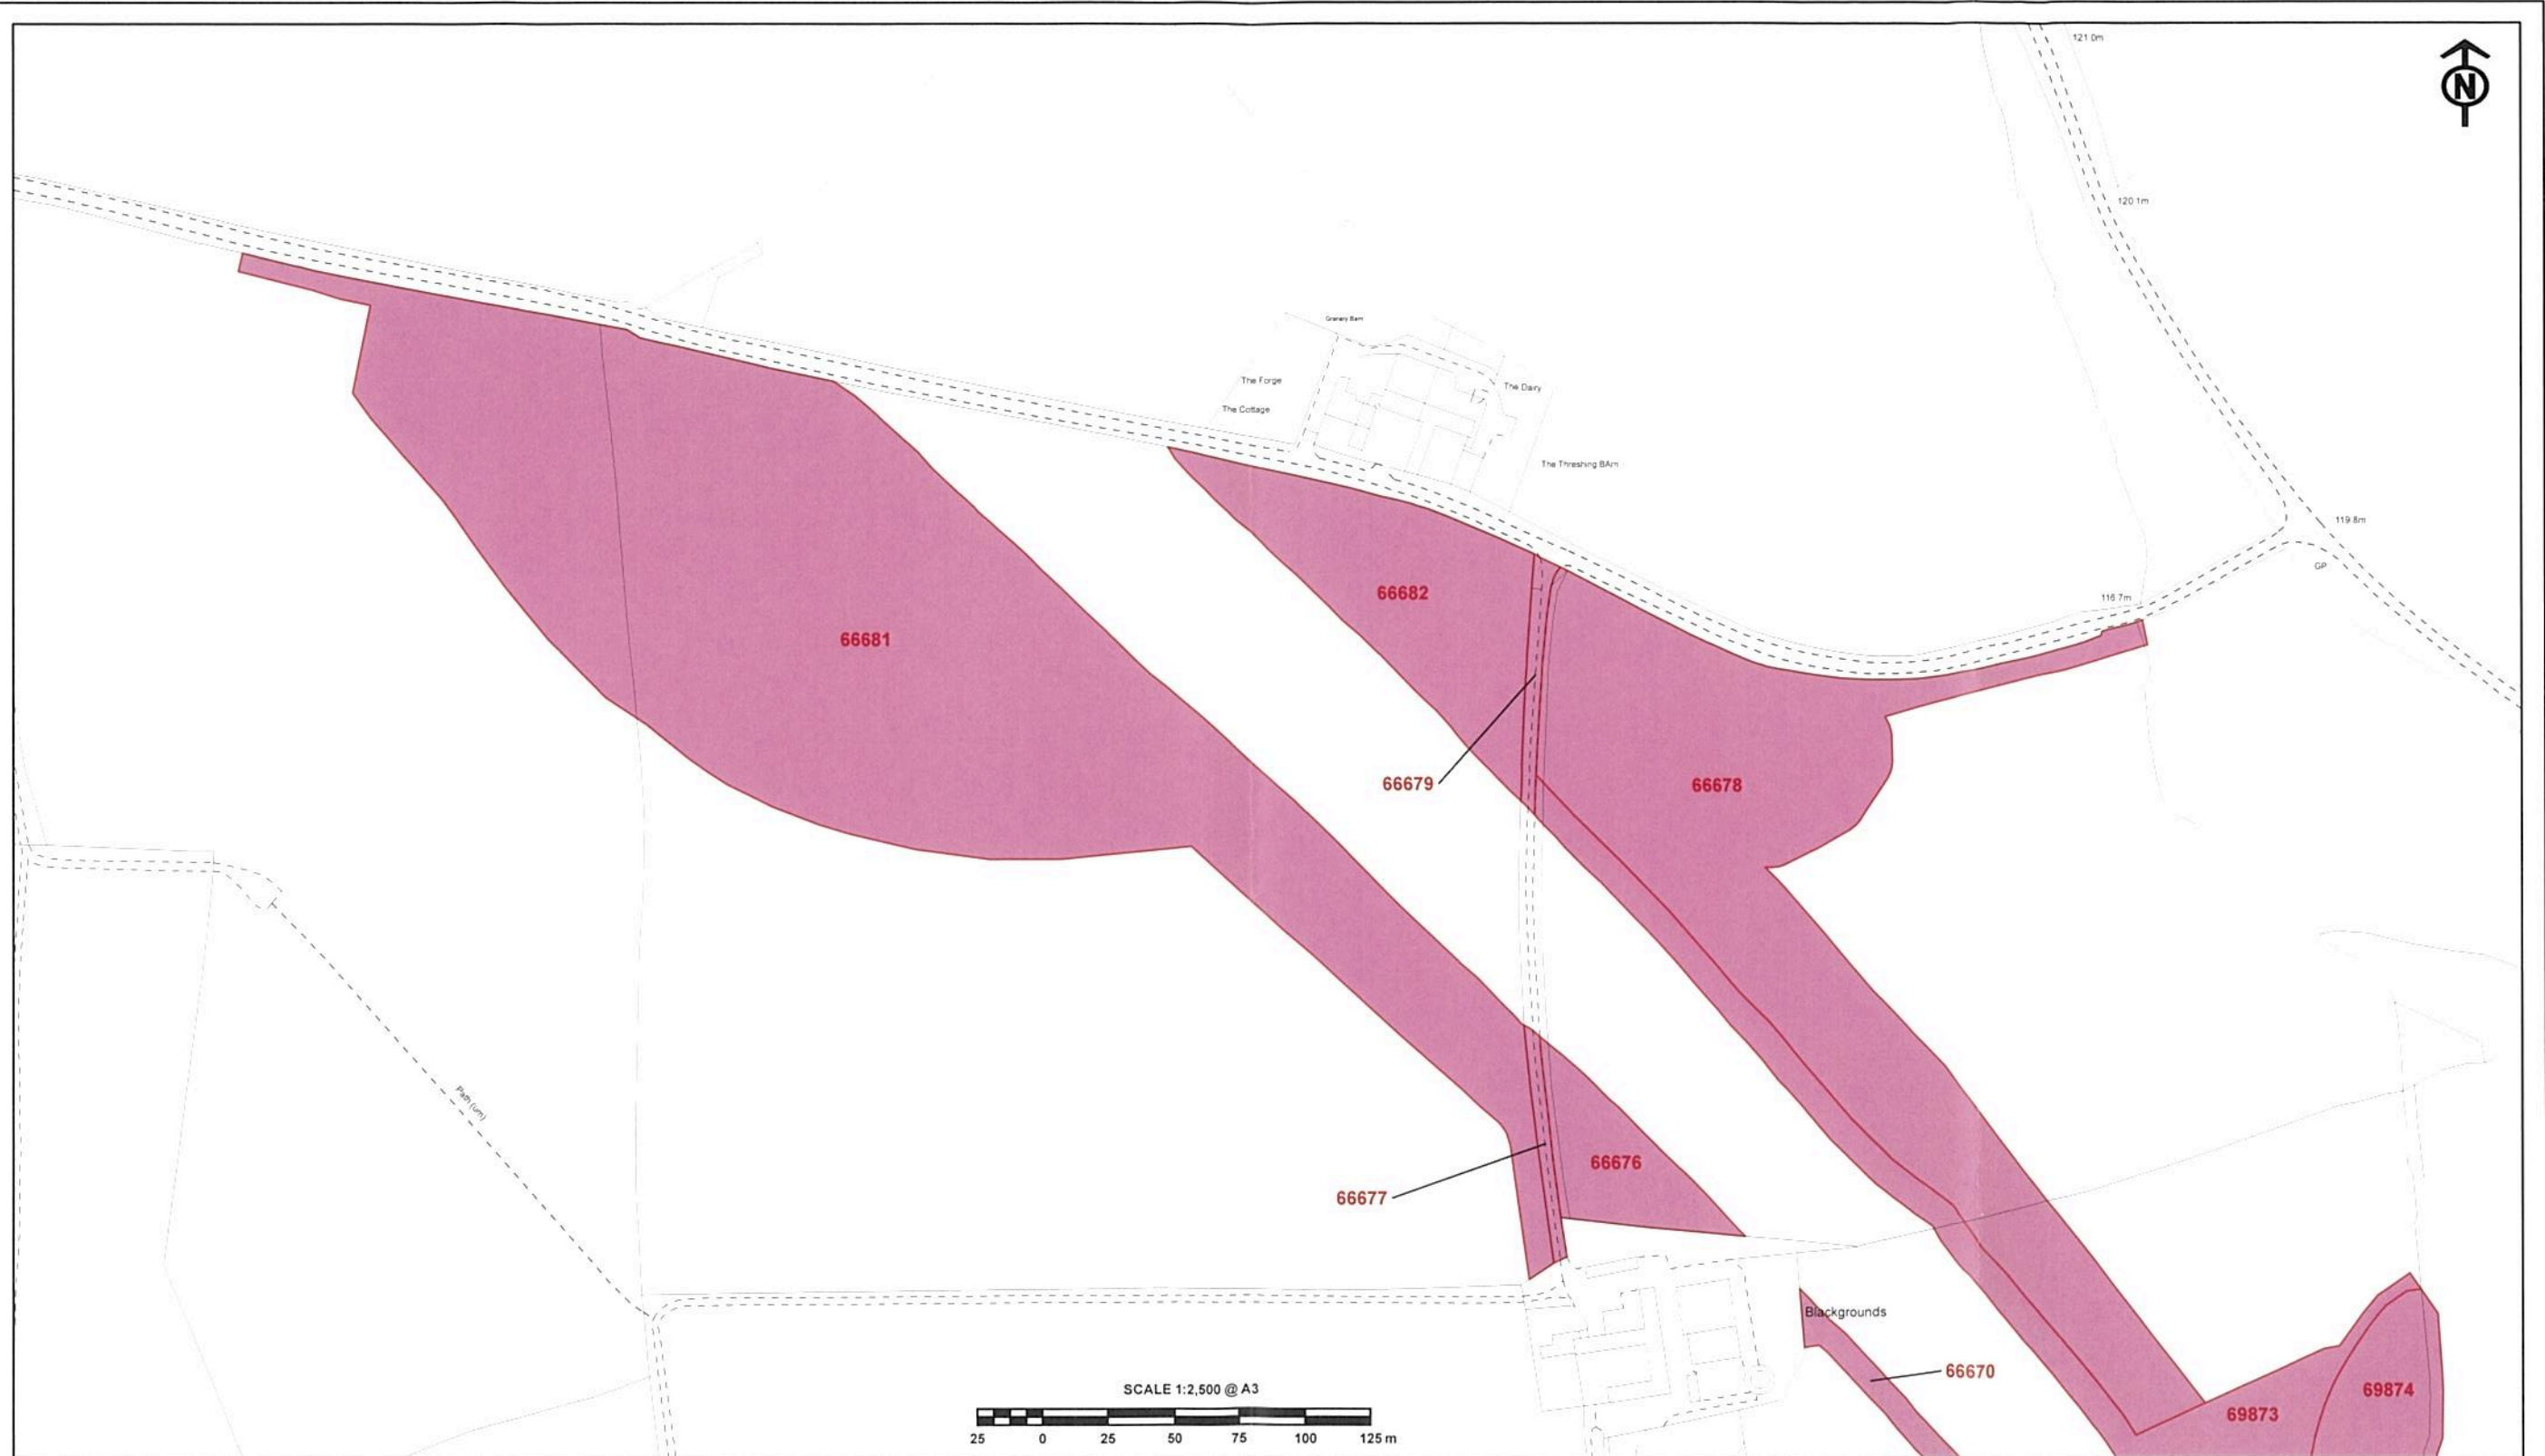 121 0m
N
120 1m
Granary Barn
The Forge
The Dairy
The Cottage
The Threshing BArn
119 8m
GP
66682
116 7m
66681
66679
66678
Path (um)
66676
66677
Blackgrounds
66670
SCALE 1:2,500 @ A3
69874
69873
25 0 25 50 75 100 125 m